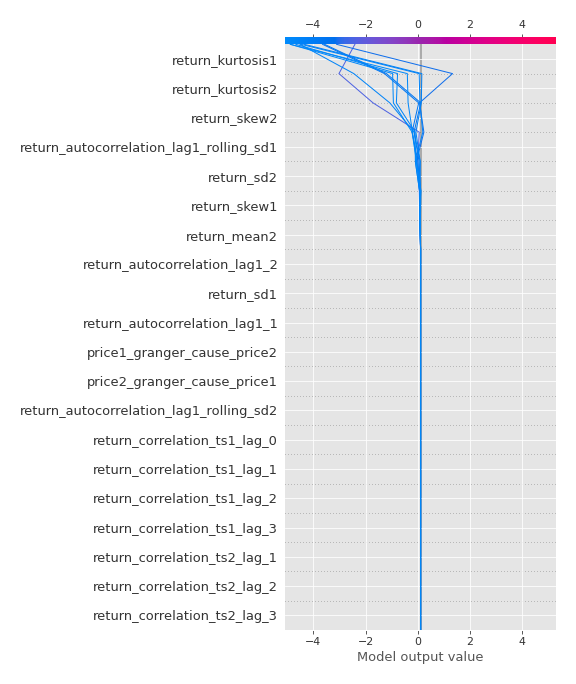 −4 −2 0 2 4
return_kurtosis1
return_kurtosis2
return_skew2
return_autocorrelation_lag1_rolling_sd1
return_sd2
return_skew1
return_mean2
return_autocorrelation_lag1_2
return_sd1
return_autocorrelation_lag1_1
price1_granger_cause_price2
price2_granger_cause_price1
return_autocorrelation_lag1_rolling_sd2
return_correlation_ts1_lag_0
return_correlation_ts1_lag_1
return_correlation_ts1_lag_2
return_correlation_ts1_lag_3
return_correlation_ts2_lag_1
return_correlation_ts2_lag_2
return_correlation_ts2_lag_3
−4 −2 0 2 4
Model output value